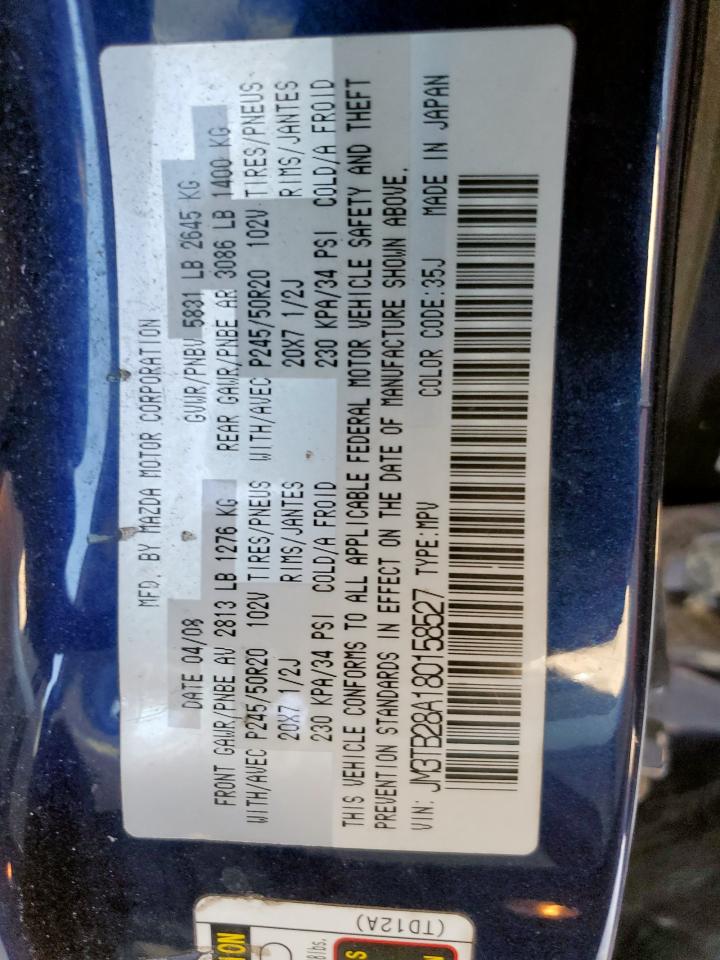 MFD. BY MAZDA MOTOR CORPORATION
DATE 04/08 GVWR/PNBV 5831 LB 2645 KG
FRONT GAWR/PNBE AV 2813 LB 1276 KG REAR GAWR/PNBE AR 3086 LB 1400 KG
WITH/AVEC P245/50R20 102V TIRES/PNEUS WITH/AVEC P245/50R20 102V TIRES/PNEUS
20X7 1/2J RIMS/JANTES 20X7 1/2J RIMS/JANTES
230 KPA/34 PSI COLD/A FROID 230 KPA/34 PSI COLD/A FROID
THIS VEHICLE CONFORMS TO ALL APPLICABLE FEDERAL MOTOR VEHICLE SAFETY AND THEFT
PREVENTION STANDARDS IN EFFECT ON THE DATE OF MANUFACTURE SHOWN ABOVE.
VIN: JM3TB28A180158527 TYPE:MPV COLOR CODE:35J MADE IN JAPAN
(TD12A)